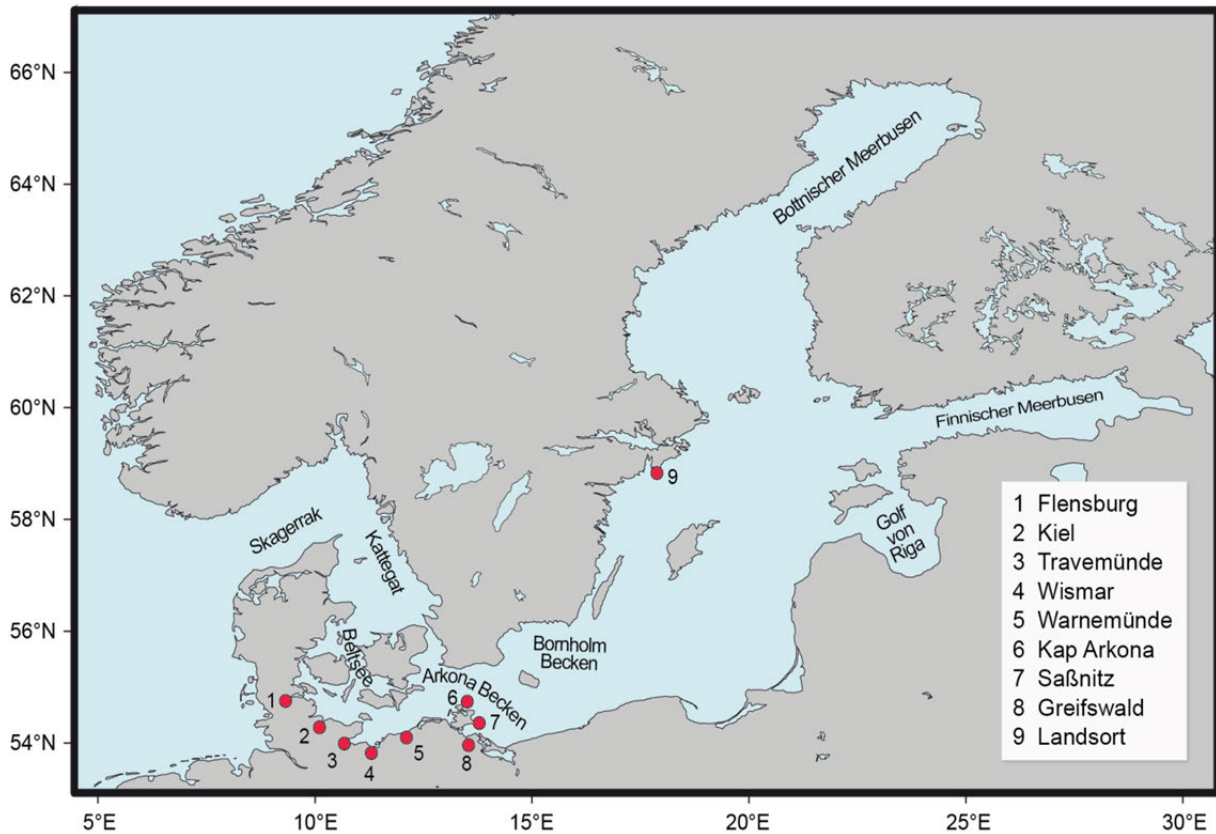 66°N
64°N
62°N
60°N
58°N
56°N
54°N
5°E
10°E
15°E
20°E
25°E
30°E
Bottnischer Meerbusen
Finnischer Meerbusen
Golf
von
Riga
Skagerrak
Kattegat
Beltsee
Arkona Becken
Bornholm
Becken
1
2
3
4
5
6
7
8
9
1 Flensburg
2 Kiel
3 Travemünde
4 Wismar
5 Warnemünde
6 Kap Arkona
7 Saßnitz
8 Greifswald
9 Landsort